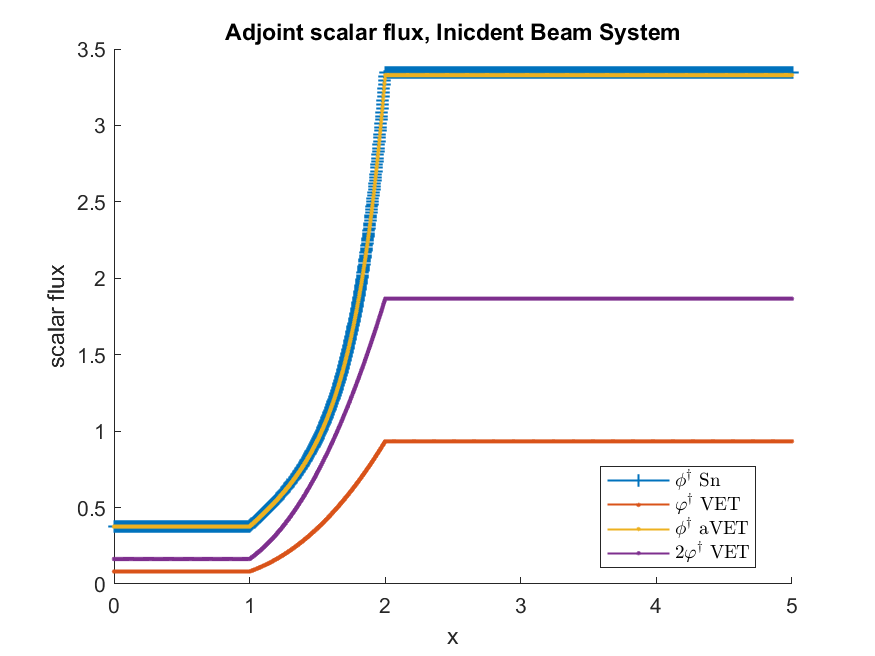 Adjoint scalar flux, Inicdent Beam System
scalar flux
3.5
3
2.5
2
1.5
1
0.5
0
0
1
2
3
4
5
x
ϕ† Sn
φ† VET
ϕ† aVET
2φ† VET